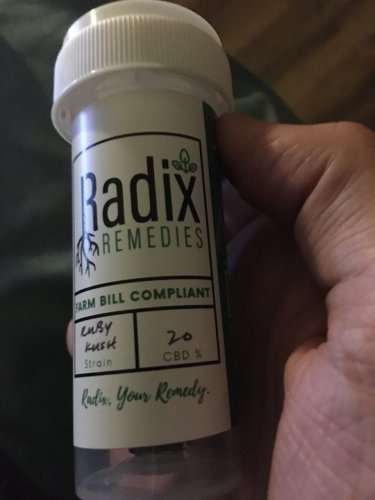 Radix
REMEDIES
FARM BILL COMPLIANT
RUBY
KUSH
Strain
20
CBD %
Radix, Your Remedy.